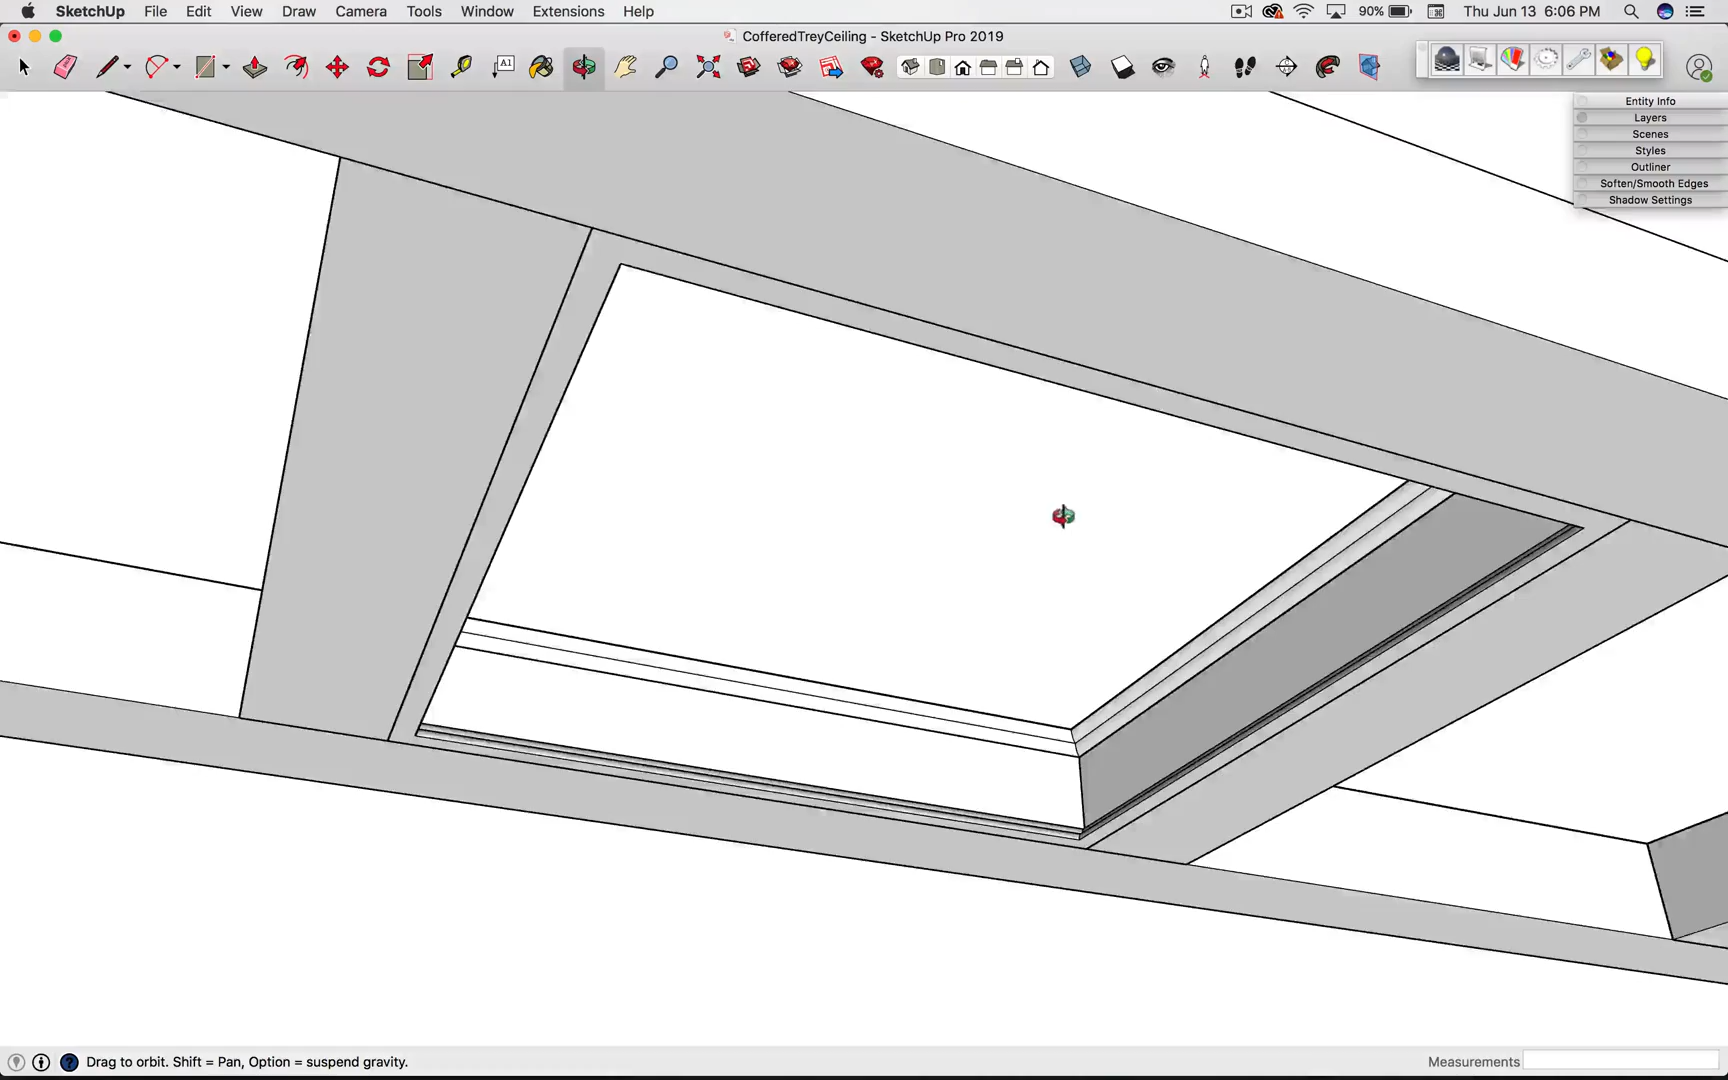 SketchUp File Edit View Draw Camera Tools Window Extensions Help 90% Thu Jun 13 6:06 PM
CofferedTreyCeiling - SketchUp Pro 2019
A1
Entity Info
Layers
Scenes
Styles
Outliner
Soften/Smooth Edges
Shadow Settings
? Drag to orbit. Shift = Pan, Option = suspend gravity. Measurements